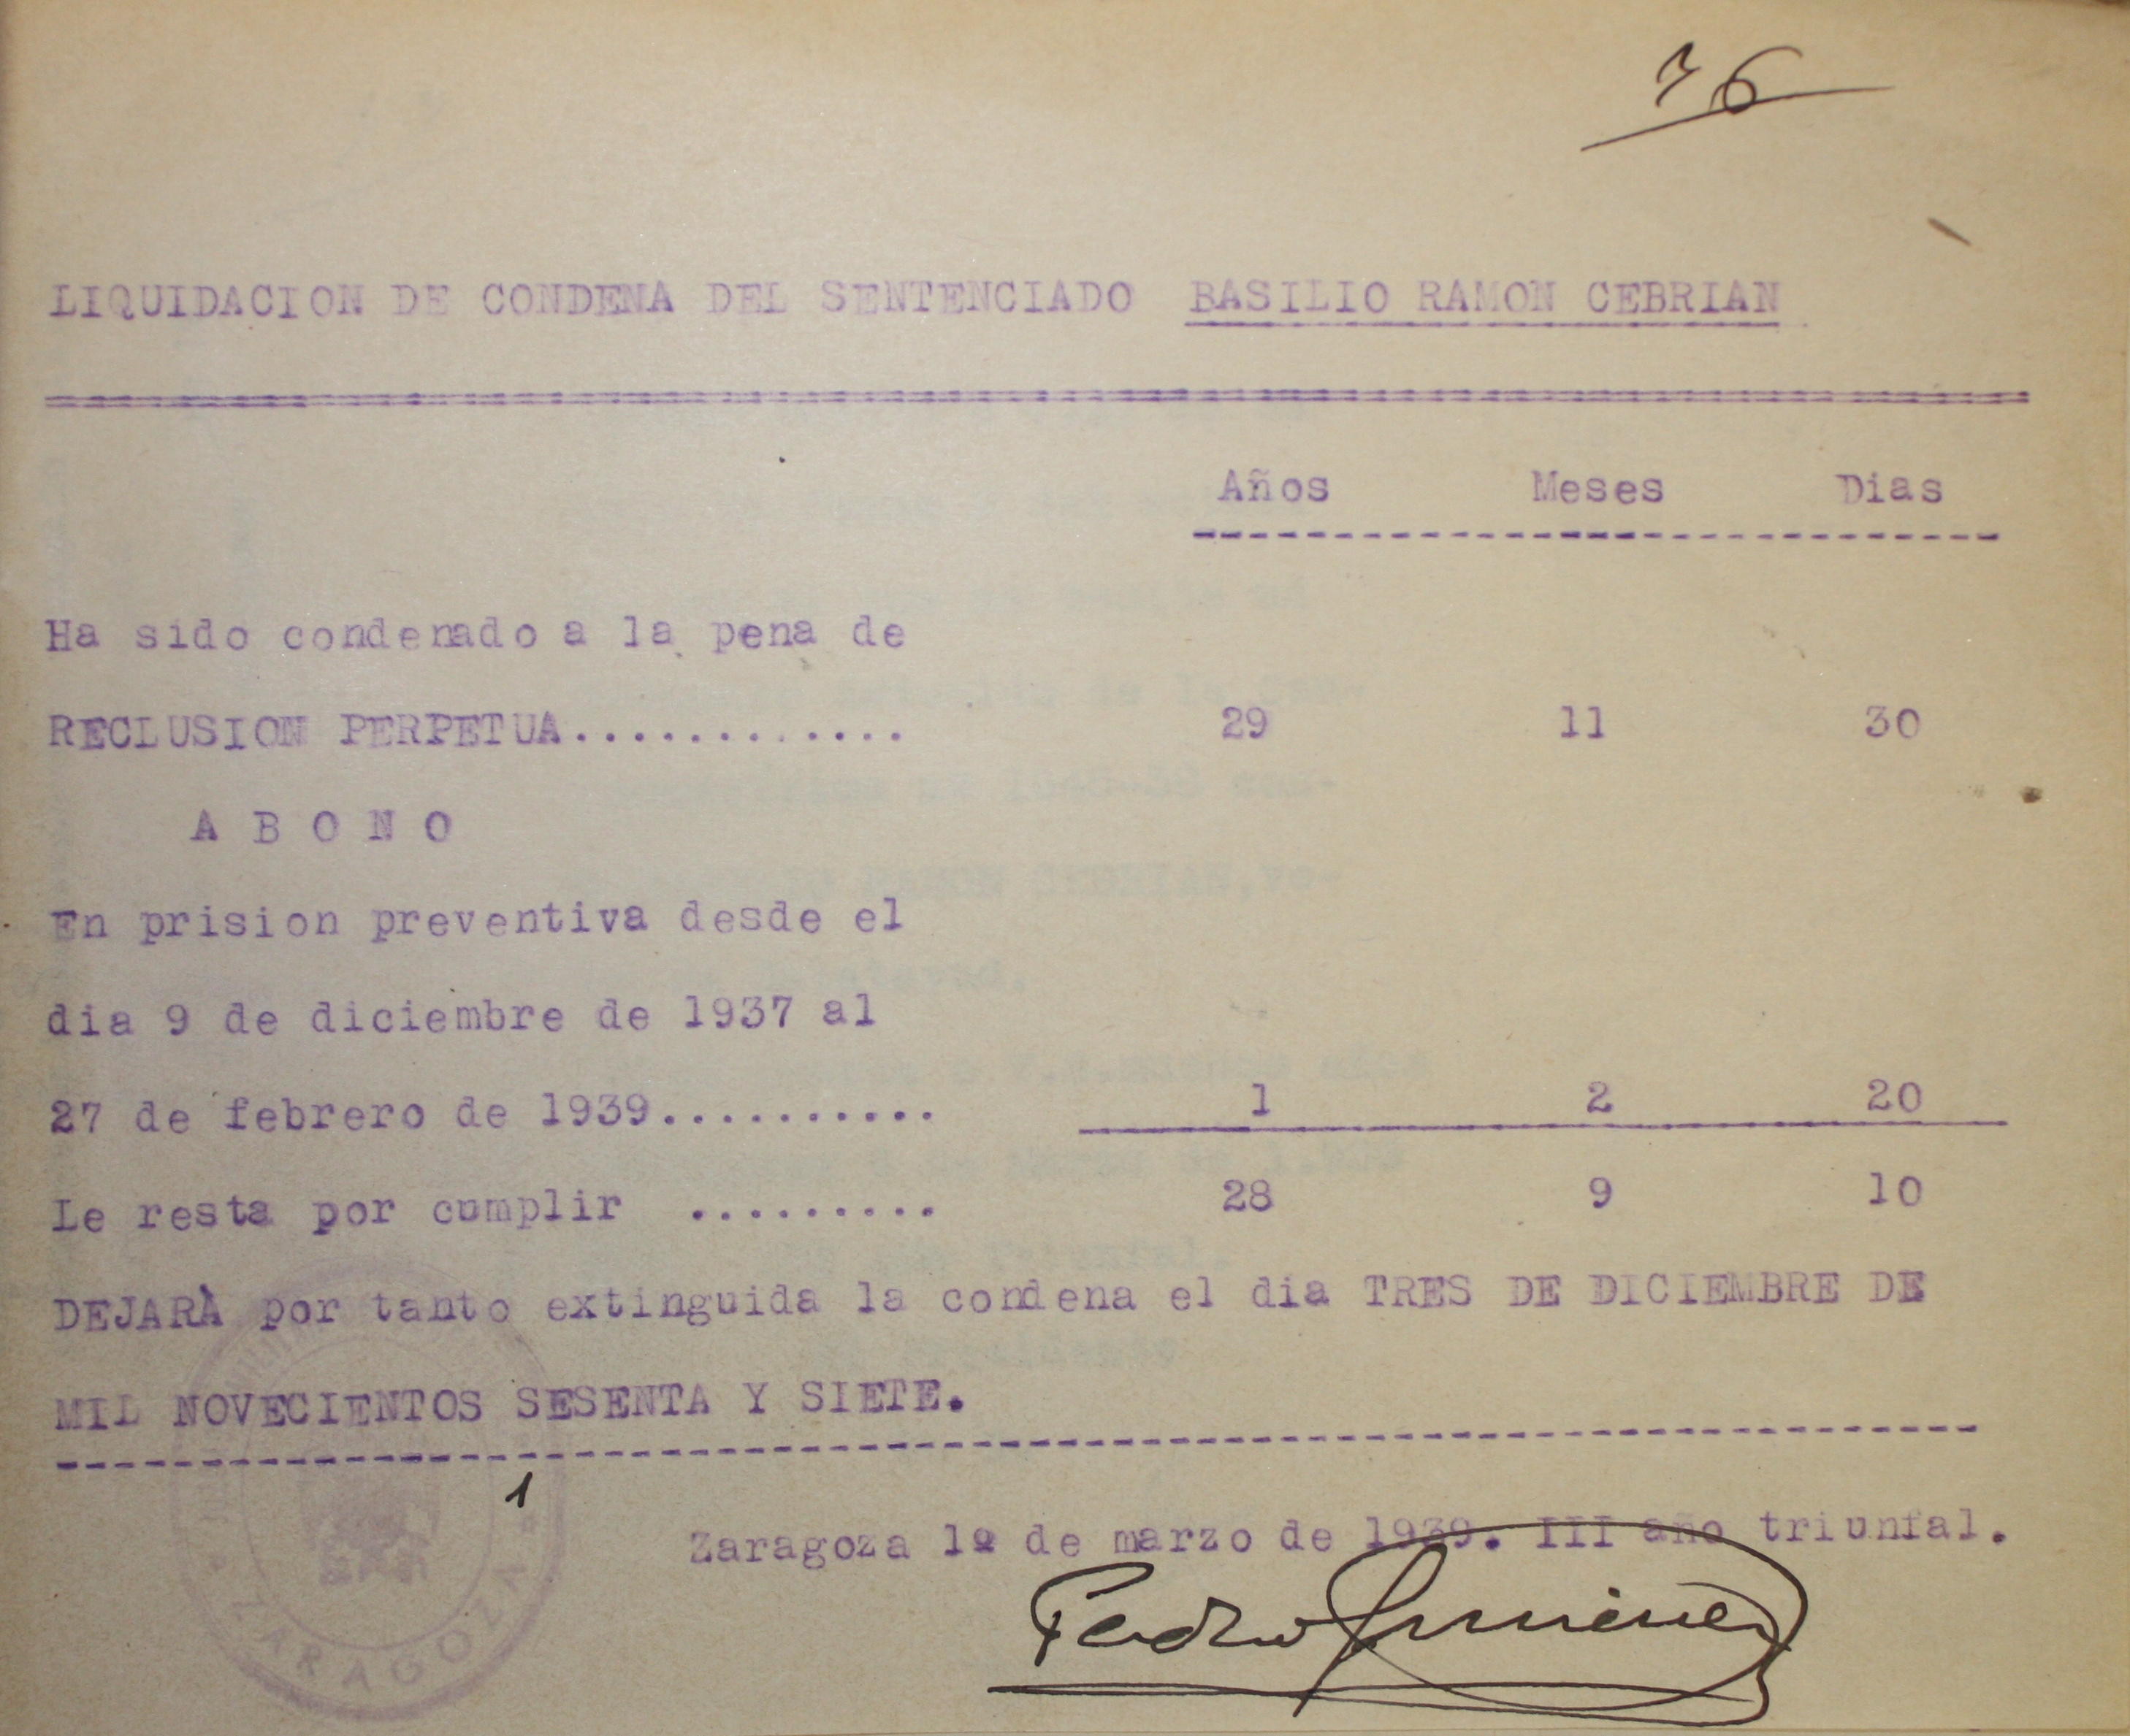 76
LIQUIDACION DE CONDENA DEL SENTENCIADO BASILIO RAMON CEBRIAN
Años Meses Dias
Ha sido condenado a la pena de
RECLUSION PERPETUA............. 29 11 30
A B O N O
En prision preventiva desde el
dia 9 de diciembre de 1937 al
27 de febrero de 1939.......... 1 2 20
Le resta por cumplir ......... 28 9 10
DEJARÀ por tanto extinguida la condena el dia TRES DE DICIEMBRE DE
MIL NOVECIENTOS SESENTA Y SIETE.
Zaragoza 1º de marzo de 1939. III año triunfal.
Pedro Jimenez
ZARAGOZA